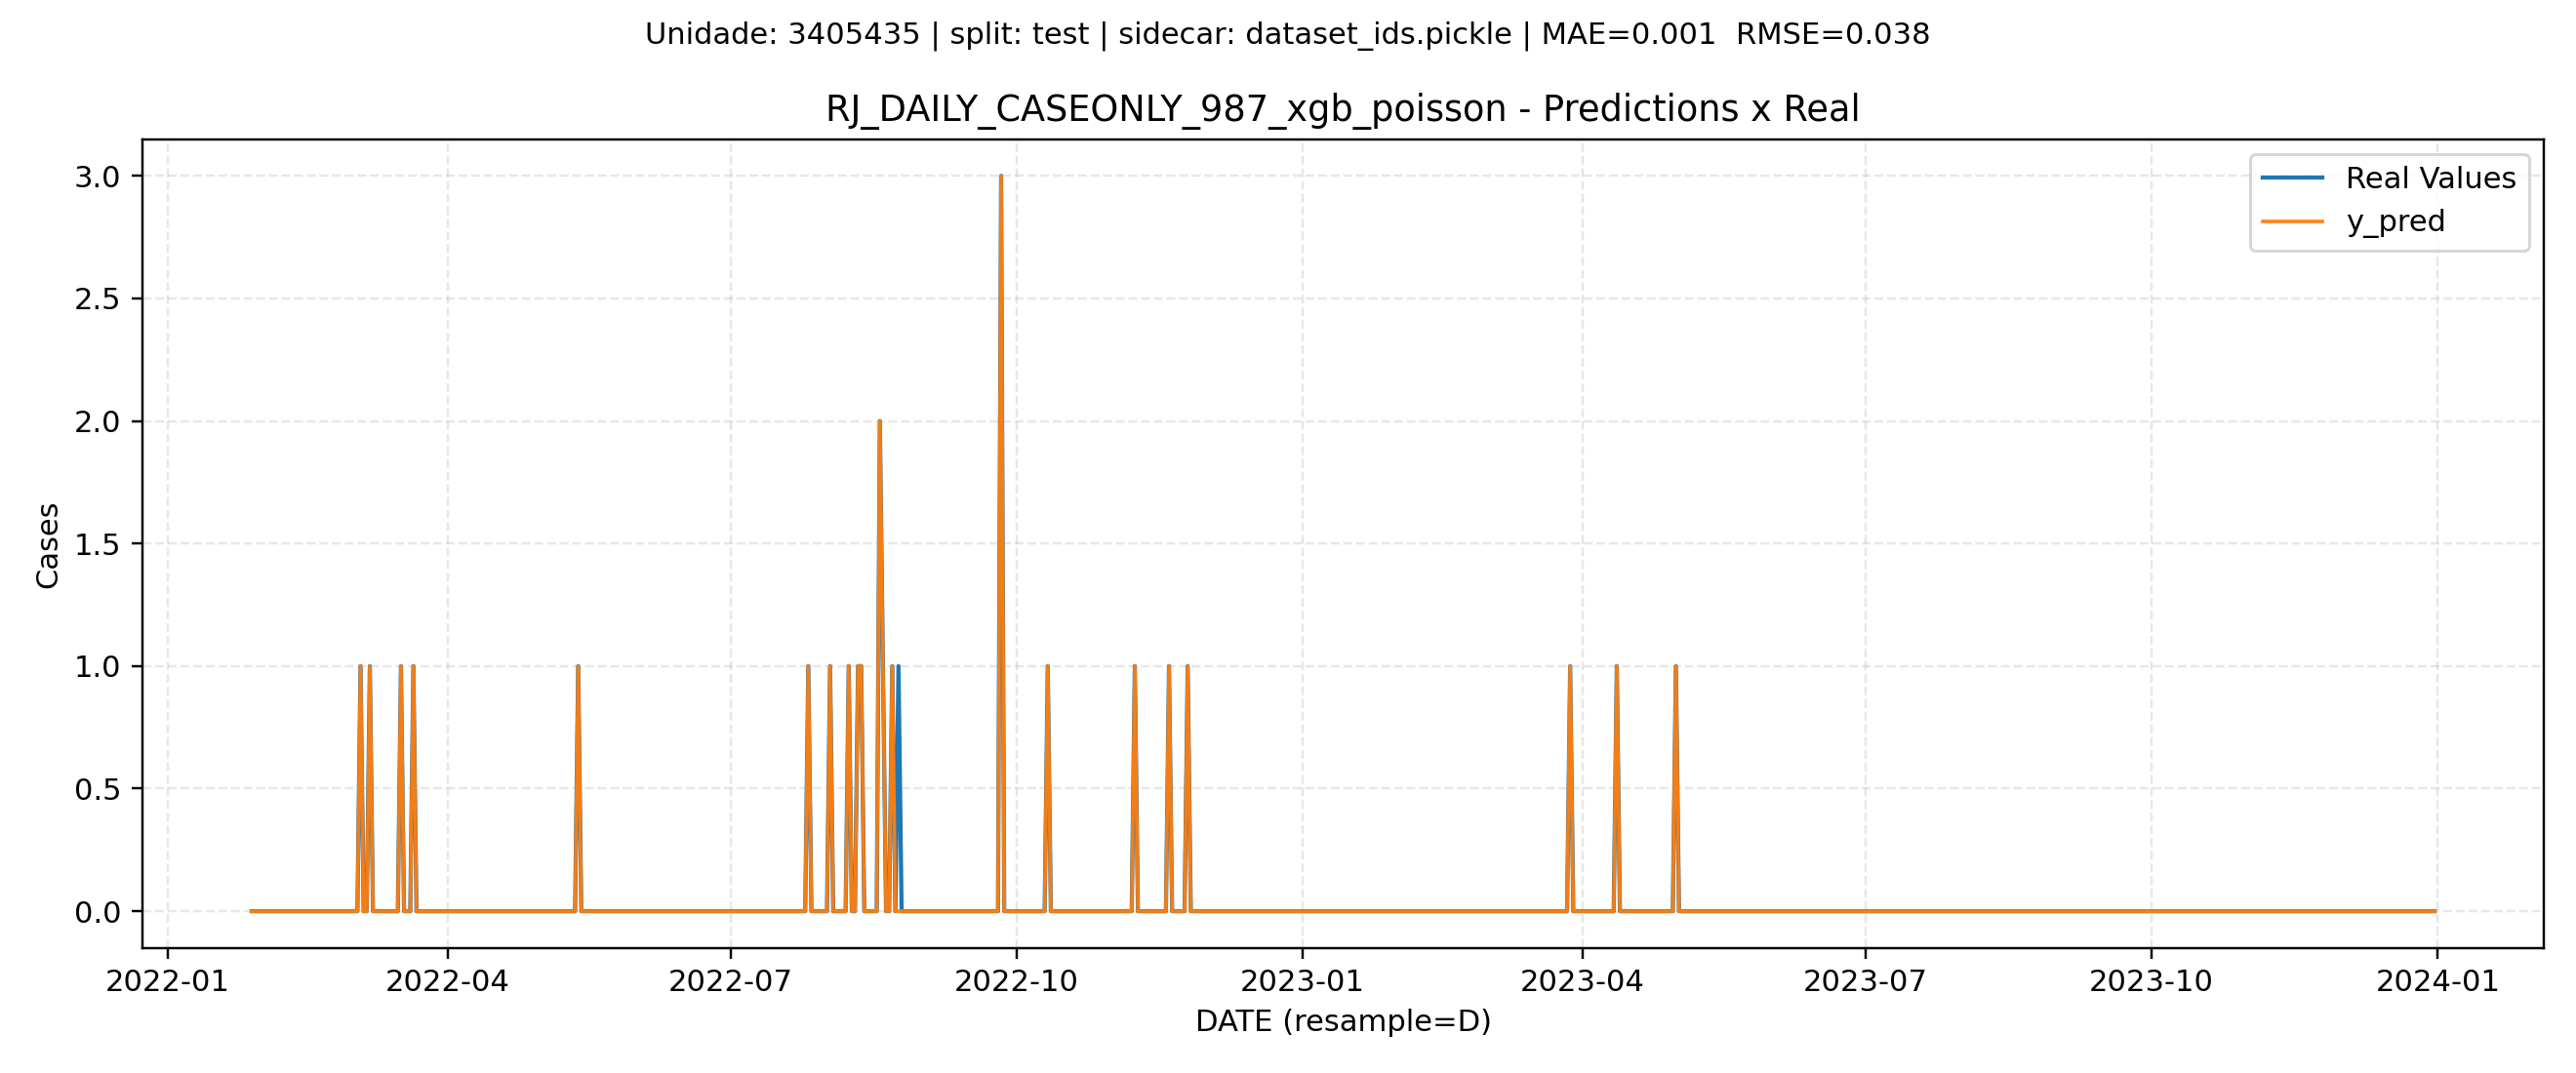 Unidade: 3405435 | split: test | sidecar: dataset_ids.pickle | MAE=0.001  RMSE=0.038
RJ_DAILY_CASEONLY_987_xgb_poisson - Predictions x Real
Real Values
y_pred
Cases
3.0
2.5
2.0
1.5
1.0
0.5
0.0
2022-01
2022-04
2022-07
2022-10
2023-01
2023-04
2023-07
2023-10
2024-01
DATE (resample=D)